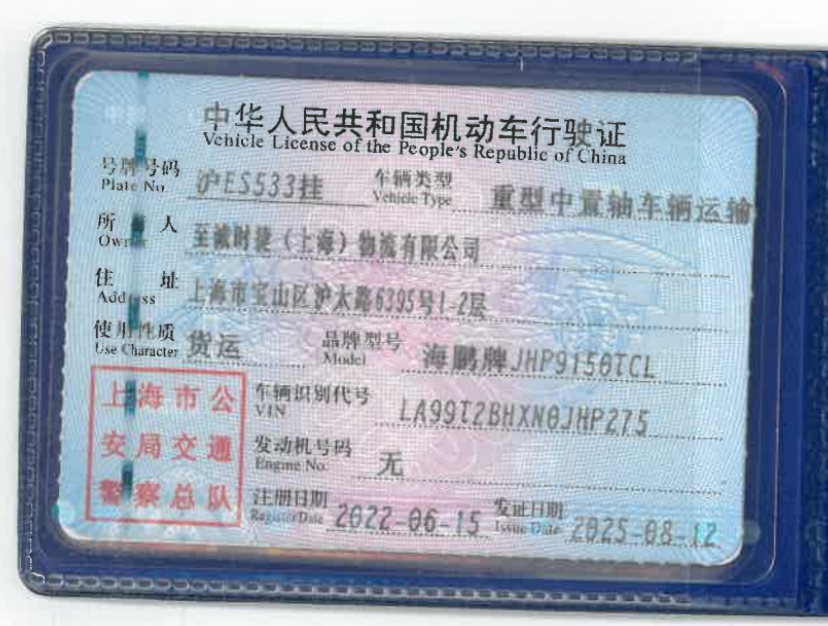 中华人民共和国机动车行驶证
Vehicle License of the People's Republic of China
号牌号码 Plate No. 沪ES533挂 车辆类型 Vehicle Type 重型中置轴车辆运输
所 人 Owner 至诚时捷（上海）物流有限公司
住 址 Address 上海市宝山区沪太路6395号1-2层
使用性质 Use Character 货运 品牌型号 Model 海鹏牌JHP9150TCL
车辆识别代号 VIN LA99T2BHXN0JHP275
发动机号码 Engine No. 无
注册日期 Register Date 2022-06-15 发证日期 Issue Date 2025-08-12
上海市公
安局交通
警察总队